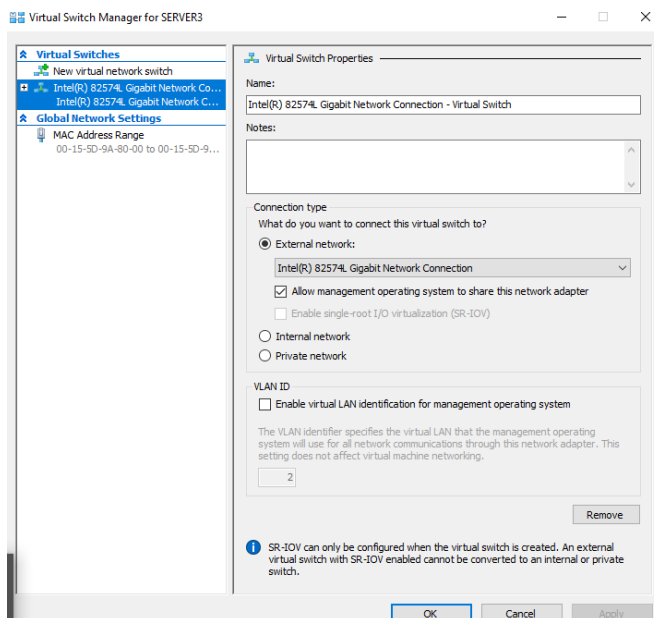 Virtual Switch Manager for SERVER3
Virtual Switches
New virtual network switch
Intel(R) 82574L Gigabit Network Co...
Intel(R) 82574L Gigabit Network C...
Global Network Settings
MAC Address Range
00-15-5D-9A-80-00 to 00-15-5D-9...
Virtual Switch Properties
Name:
Intel(R) 82574L Gigabit Network Connection - Virtual Switch
Notes:
Connection type
What do you want to connect this virtual switch to?
External network:
Intel(R) 82574L Gigabit Network Connection
Allow management operating system to share this network adapter
Enable single-root I/O virtualization (SR-IOV)
Internal network
Private network
VLAN ID
Enable virtual LAN identification for management operating system
The VLAN identifier specifies the virtual LAN that the management operating
system will use for all network communications through this network adapter. This
setting does not affect virtual machine networking.
2
Remove
SR-IOV can only be configured when the virtual switch is created. An external
virtual switch with SR-IOV enabled cannot be converted to an internal or private
switch.
OK
Cancel
Apply